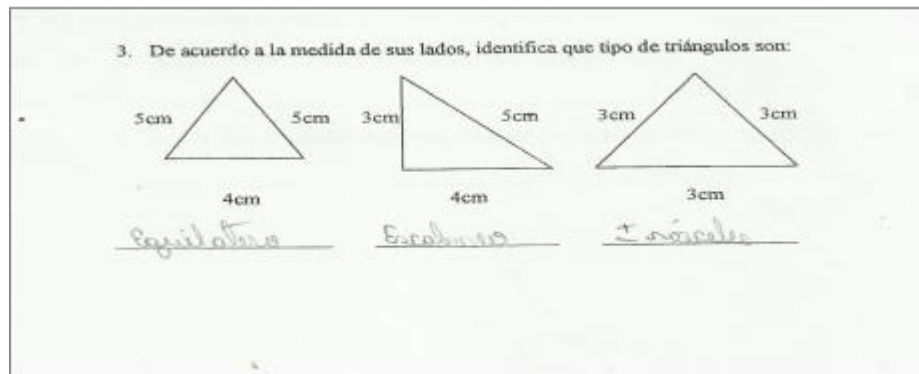 3. De acuerdo a la medida de sus lados, identifica que tipo de triángulos son:
5cm 5cm 3cm 5cm 3cm 3cm
4cm 4cm 3cm
Equilatero Escaleno Isósceles